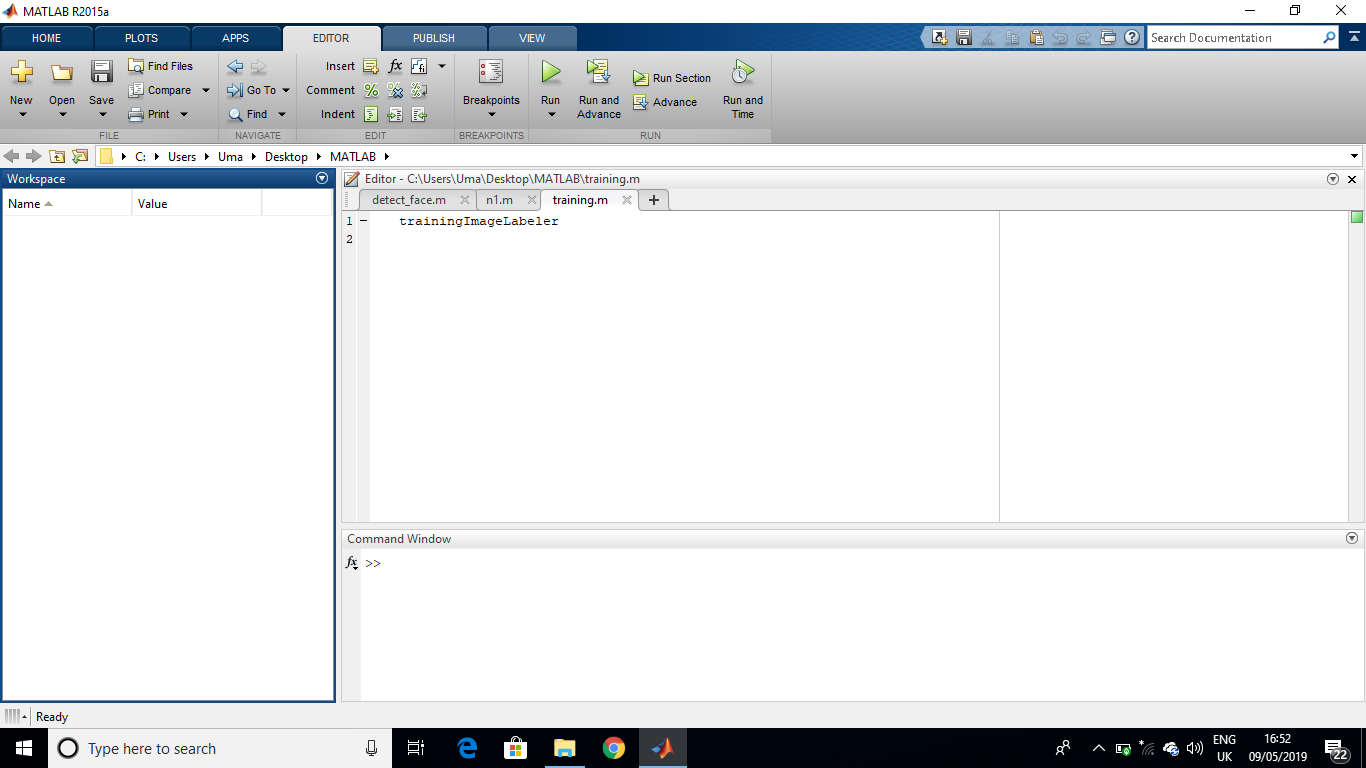 MATLAB R2015a
HOME PLOTS APPS EDITOR PUBLISH VIEW Search Documentation
Find Files Insert fx
New Open Save Compare Go To Comment Breakpoints Run Run and Advance Run Section Advance Run and Time
Print Find Indent
FILE NAVIGATE EDIT BREAKPOINTS RUN
C: Users Uma Desktop MATLAB
Workspace
Name Value
Editor - C:\Users\Uma\Desktop\MATLAB\training.m
detect_face.m n1.m training.m
1 trainingImageLabeler
2
Command Window
fx >>
Ready
Type here to search
ENG UK
16:52
09/05/2019
22